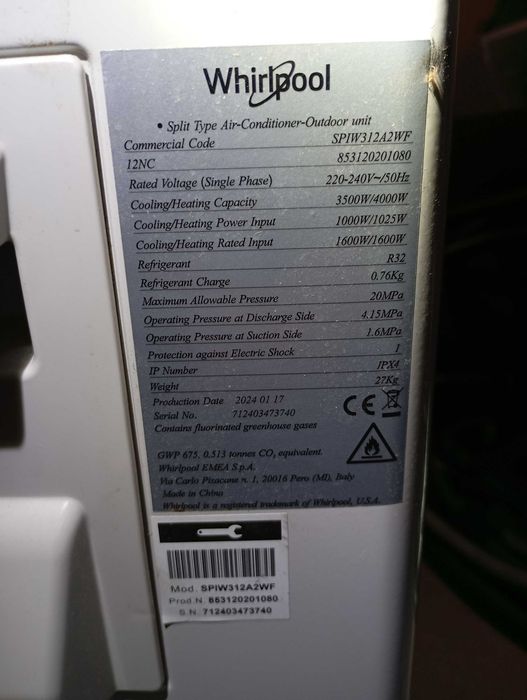 Whirlpool
• Split Type Air-Conditioner-Outdoor unit
Commercial Code SPIW312A2WF
12NC 853120201080
Rated Voltage (Single Phase) 220-240V~/50Hz
Cooling/Heating Capacity 3500W/4000W
Cooling/Heating Power Input 1000W/1025W
Cooling/Heating Rated Input 1600W/1600W
Refrigerant R32
Refrigerant Charge 0.76Kg
Maximum Allowable Pressure 20MPa
Operating Pressure at Discharge Side 4.15MPa
Operating Pressure at Suction Side 1.6MPa
Protection against Electric Shock I
IP Number IPX4
Weight 27Kg
Production Date 2024 01 17
Serial No. 712403473740
CE
Contains fluorinated greenhouse gases
GWP 675, 0.513 tonnes CO₂ equivalent.
Whirlpool EMEA S.p.A.
Via Carlo Pisacane n. 1, 20016 Pero (MI), Italy
Made in China
Whirlpool is a registered trademark of Whirlpool, U.S.A.
Mod. SPIW312A2WF
Prod.N. 853120201080
S.N. 712403473740